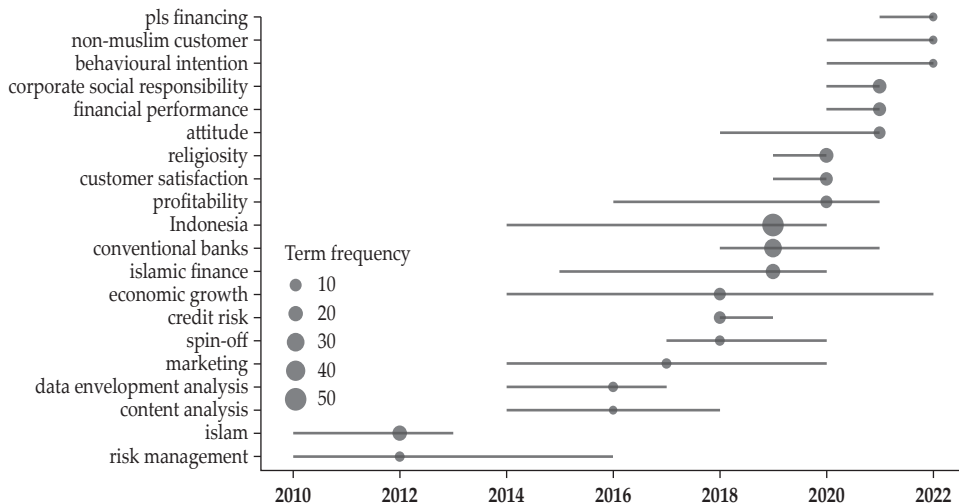 pls financing
non-muslim customer
behavioural intention
corporate social responsibility
financial performance
attitude
religiosity
customer satisfaction
profitability
Indonesia
conventional banks
islamic finance
economic growth
credit risk
spin-off
marketing
data envelopment analysis
content analysis
islam
risk management
Term frequency
10
20
30
40
50
2010 2012 2014 2016 2018 2020 2022